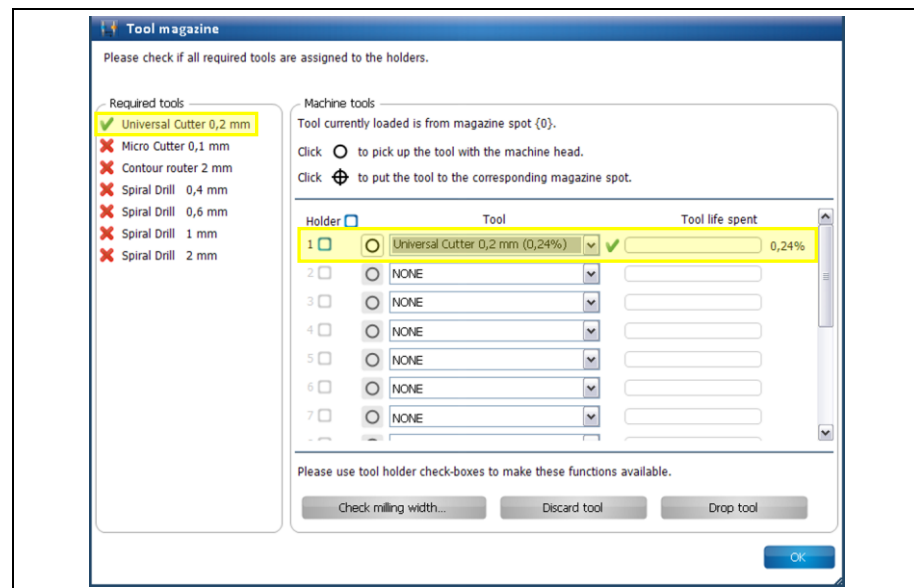 Tool magazine
Please check if all required tools are assigned to the holders.
Required tools
Universal Cutter 0,2 mm
Micro Cutter 0,1 mm
Contour router 2 mm
Spiral Drill 0,4 mm
Spiral Drill 0,6 mm
Spiral Drill 1 mm
Spiral Drill 2 mm
Machine tools
Tool currently loaded is from magazine spot {0}.
Click to pick up the tool with the machine head.
Click to put the tool to the corresponding magazine spot.
Holder Tool Tool life spent
1 Universal Cutter 0,2 mm (0,24%) 0,24%
2 NONE
3 NONE
4 NONE
5 NONE
6 NONE
7 NONE
Please use tool holder check-boxes to make these functions available.
Check milling width... Discard tool Drop tool
OK